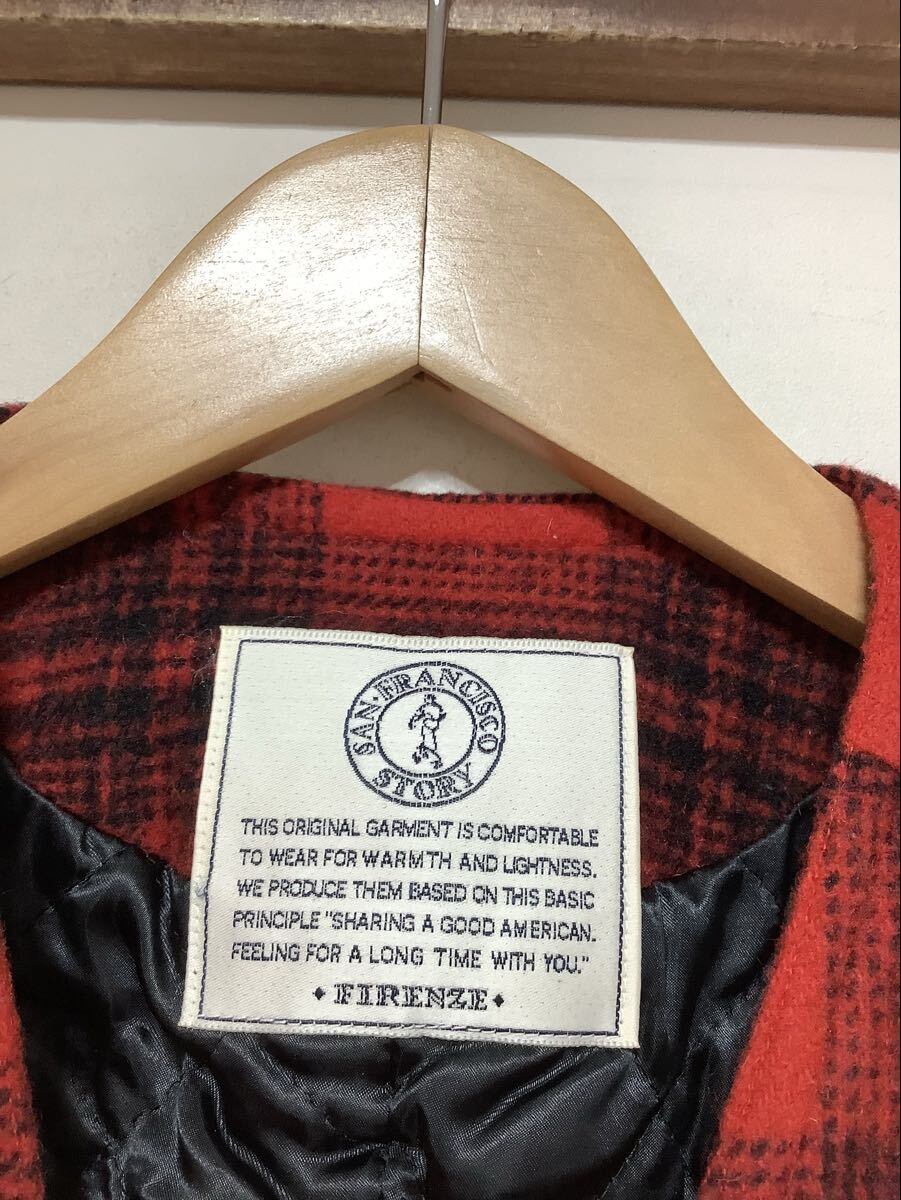 SAN·FRANCISCO
STORY
THIS ORIGINAL GARMENT IS COMFORTABLE
TO WEAR FOR WARMTH AND LIGHTNESS.
WE PRODUCE THEM BASED ON THIS BASIC
PRINCIPLE "SHARING A GOOD AMERICAN.
FEELING FOR A LONG TIME WITH YOU."
◆ FIRENZE ◆